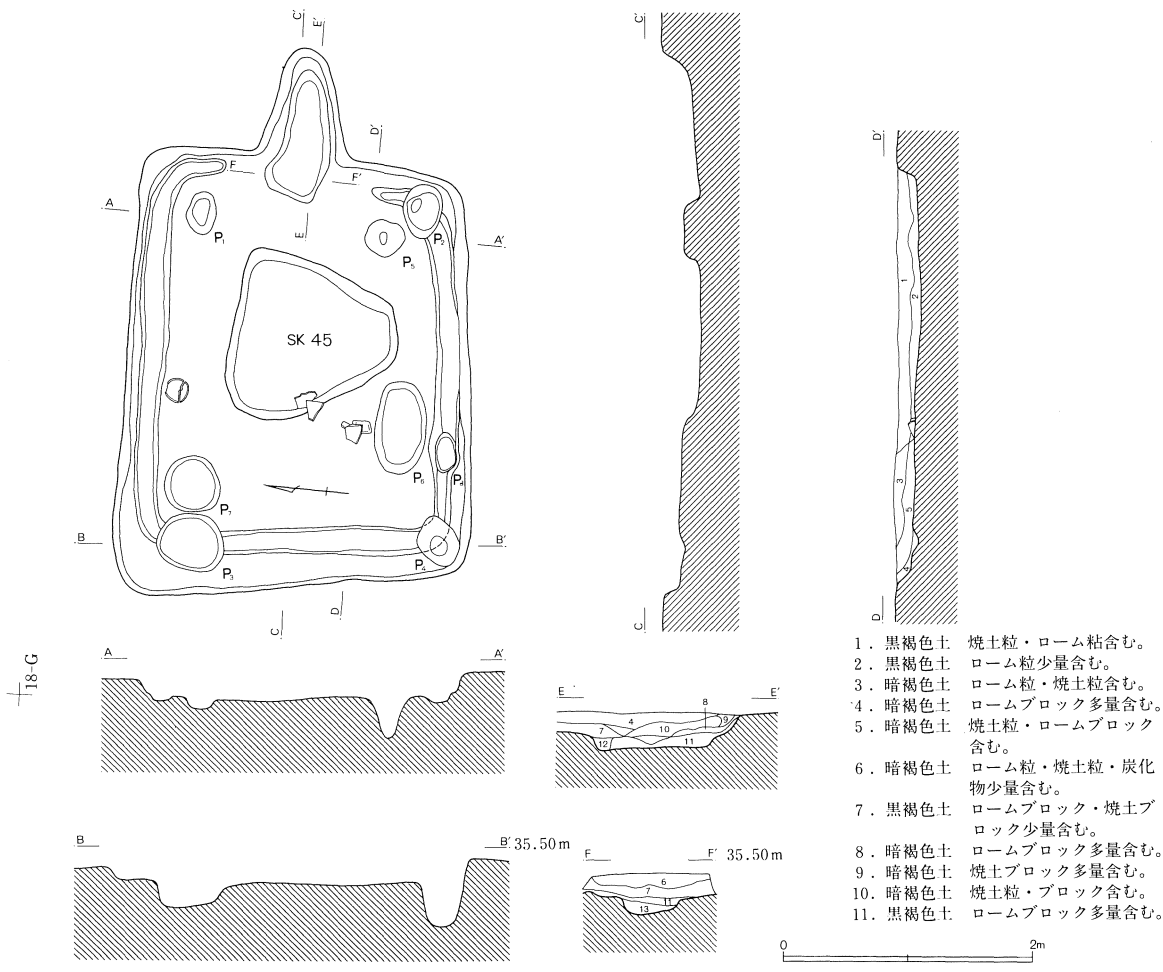 C′
E′
D′
F
F′
A
A′
P₁
P₂
P₅
E
SK 45
P₆
P₇
P₈
B
B′
P₃
P₄
C
D
C′
C
D′
1
2
3
5
4
D
18-G
A
A′
E
E′
8
4
9
7
10
12
11
B
B′ 35.50m
F
F′ 35.50m
6
7
11
13
1．黒褐色土 焼土粒・ローム粘含む。
2．黒褐色土 ローム粒少量含む。
3．暗褐色土 ローム粒・焼土粒含む。
4．暗褐色土 ロームブロック多量含む。
5．暗褐色土 焼土粒・ロームブロック
含む。
6．暗褐色土 ローム粒・焼土粒・炭化
物少量含む。
7．黒褐色土 ロームブロック・焼土ブ
ロック少量含む。
8．暗褐色土 ロームブロック多量含む。
9．暗褐色土 焼土ブロック多量含む。
10．暗褐色土 焼土粒・ブロック含む。
11．黒褐色土 ロームブロック多量含む。
0
2m